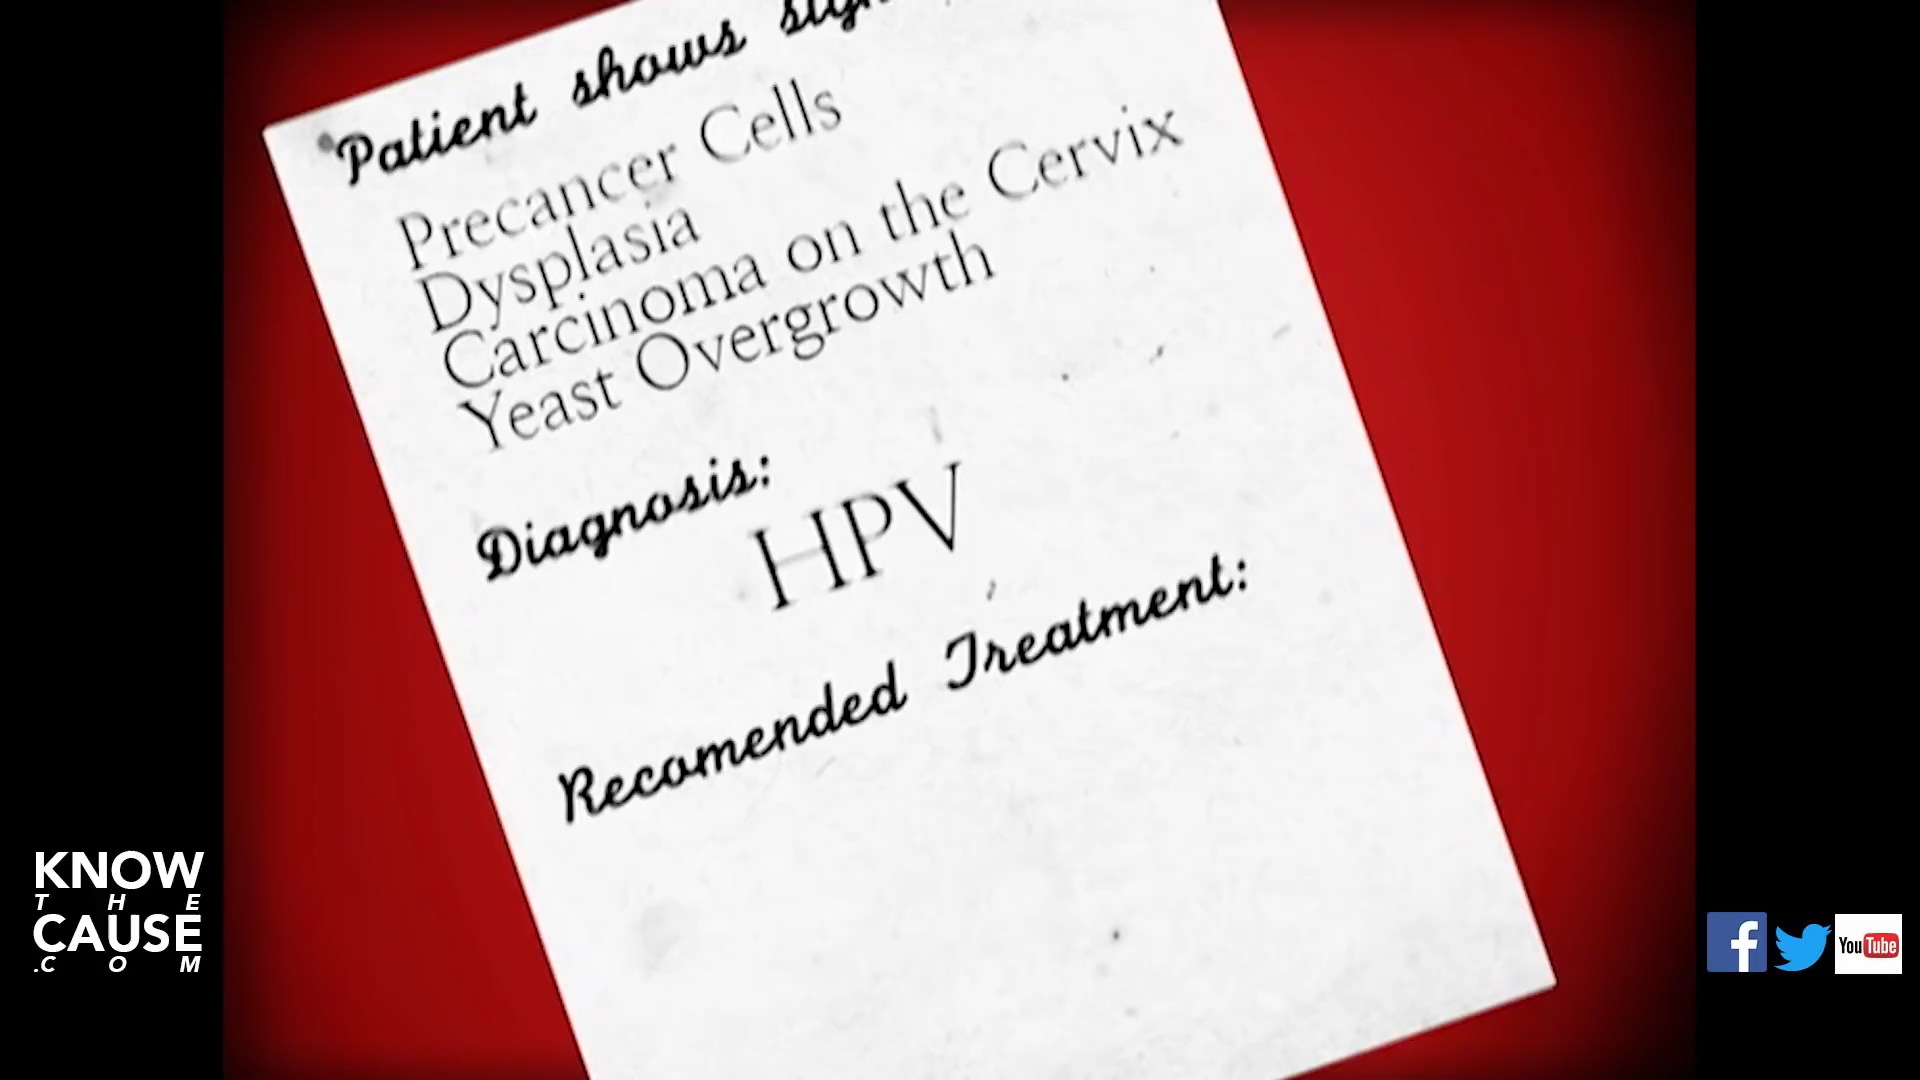 Patient shows
Precancer Cells
Dysplasia
Carcinoma on the Cervix
Yeast Overgrowth
Diagnosis:
HPV
Recomended Treatment:
KNOW
THE
CAUSE
.COM
f
You Tube